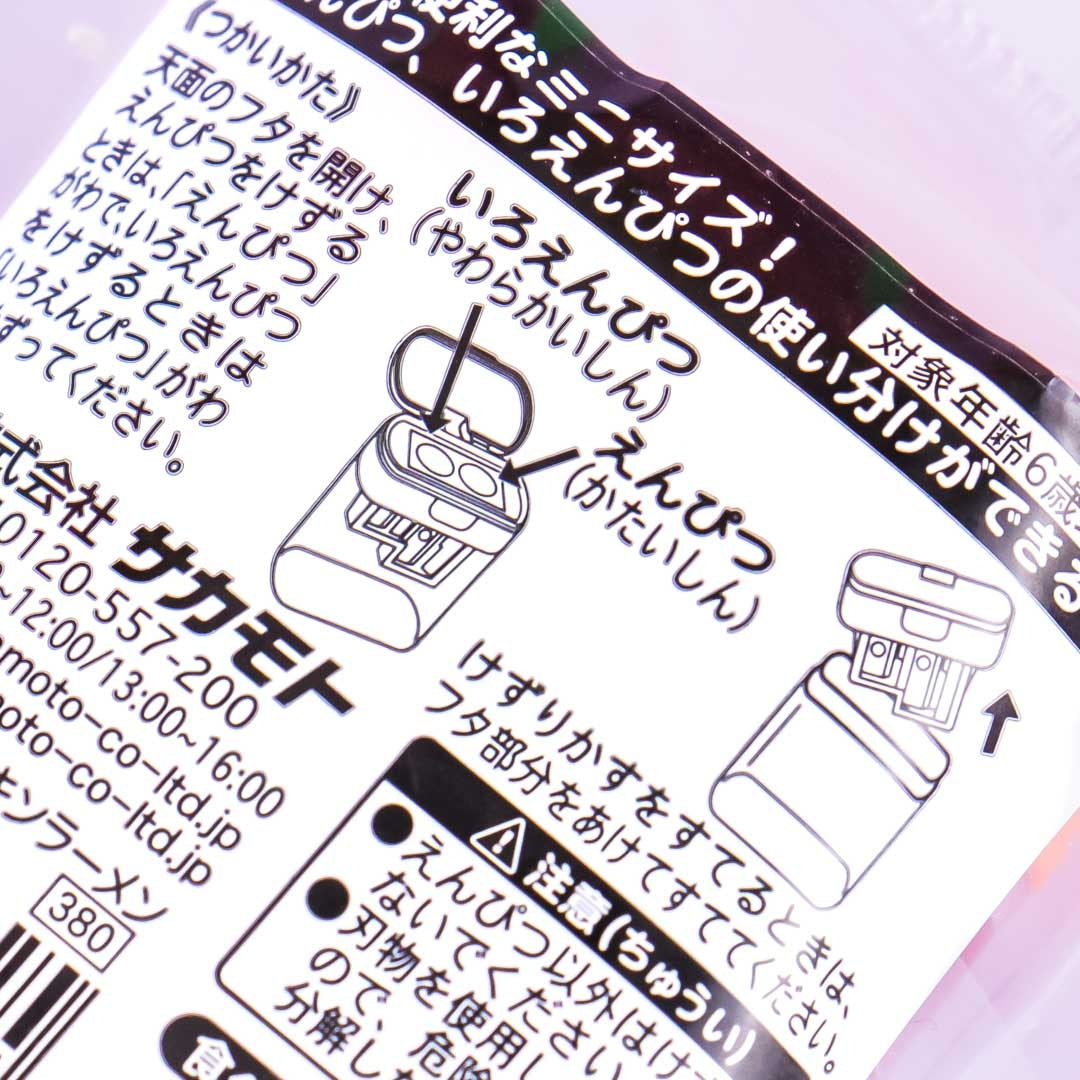 便利なミニサイズ!
んぴつ、いろえんぴつの使い分けができる
対象年齢6歳
《つかいかた》
天面のフタを開け、
えんぴつをけずる
ときは、「えんぴつ」
がわで、いろえんぴつ
をけずるときは
「いろえんぴつ」がわ
ずってください。
いろえんぴつ
(やわらかいしん)
えんぴつ
(かたいしん)
式会社 サカモト
0120-557-200
12:00/13:00~16:00
amoto-co-ltd.jp
moto-co-ltd.jp
キンラーメン
380
けずりかすをすてるときは、
フタ部分をあけてすててください。
注意(ちゅうい)
●えんぴつ以外はけ
ないでください
●刃物を使用し
ので、危険
分解し
食